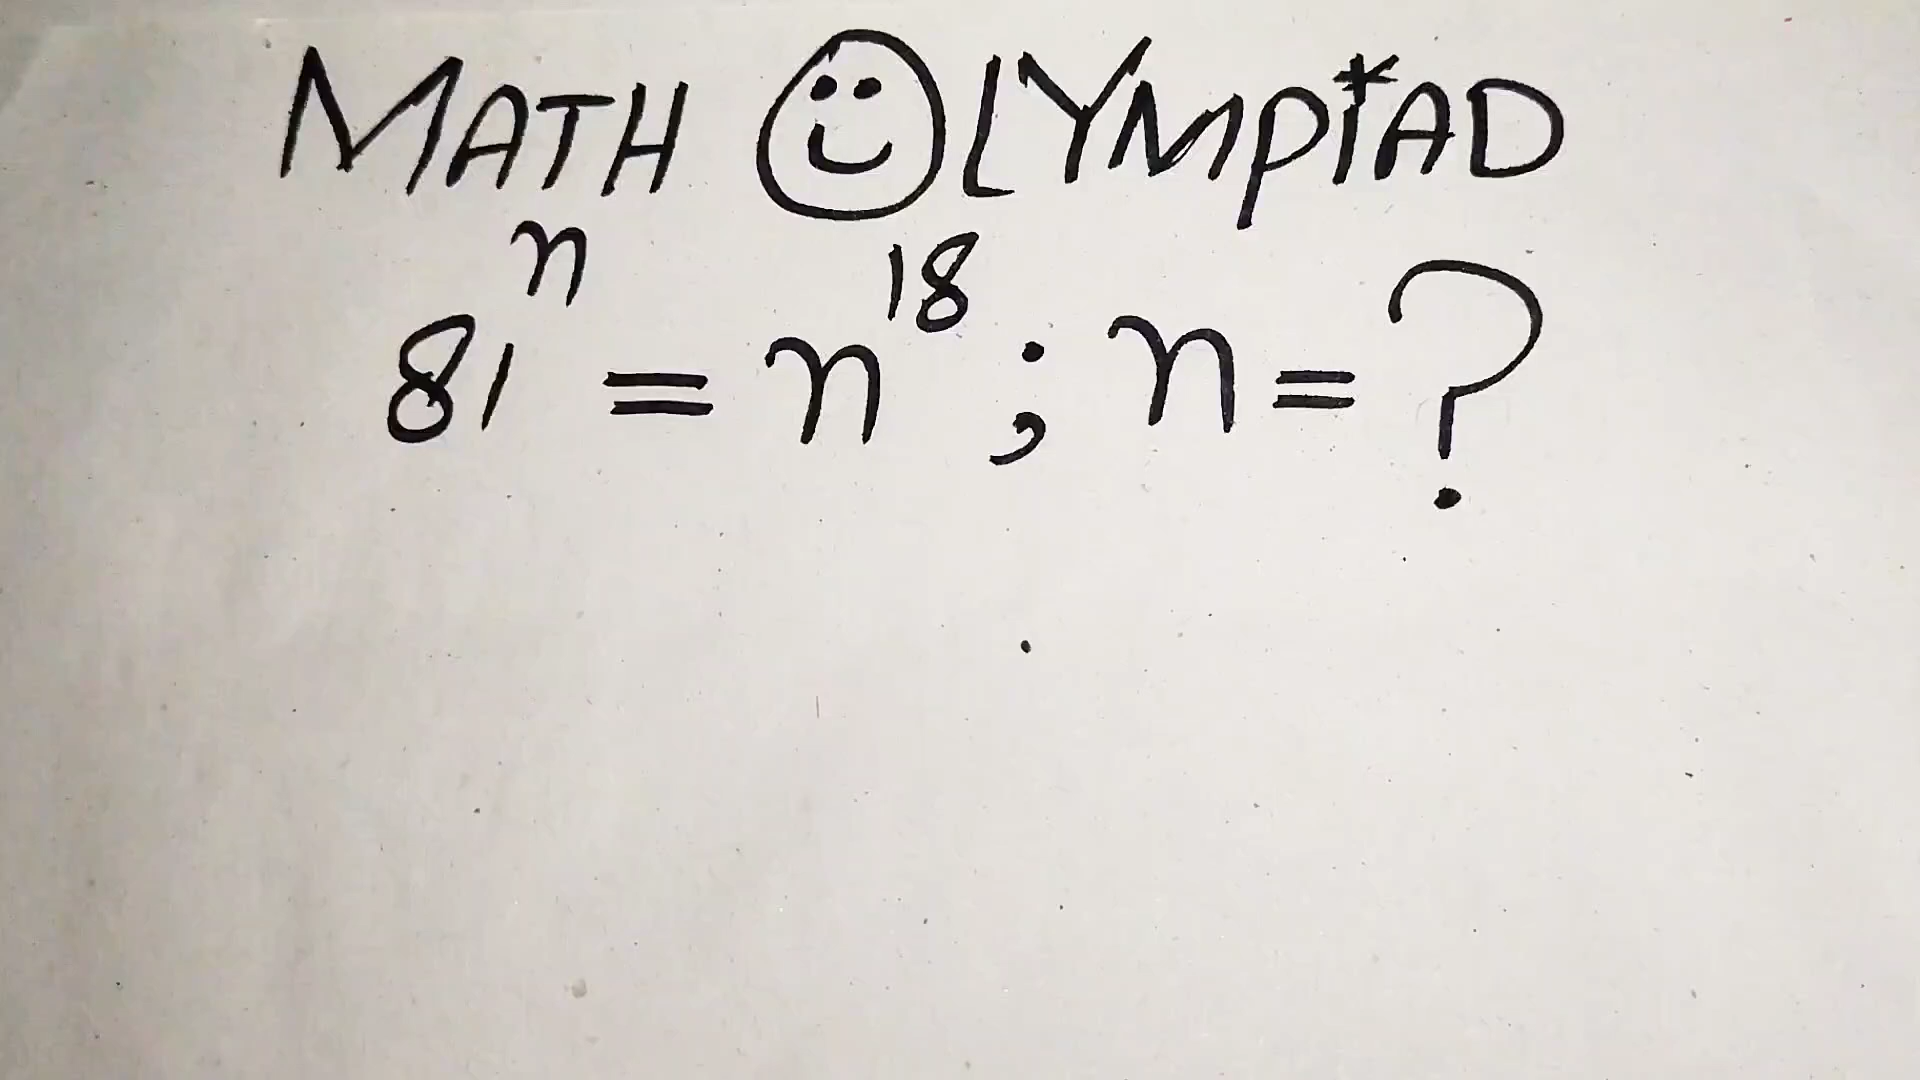 MATH OLYMPIAD
81^n = n^18 ; n = ?